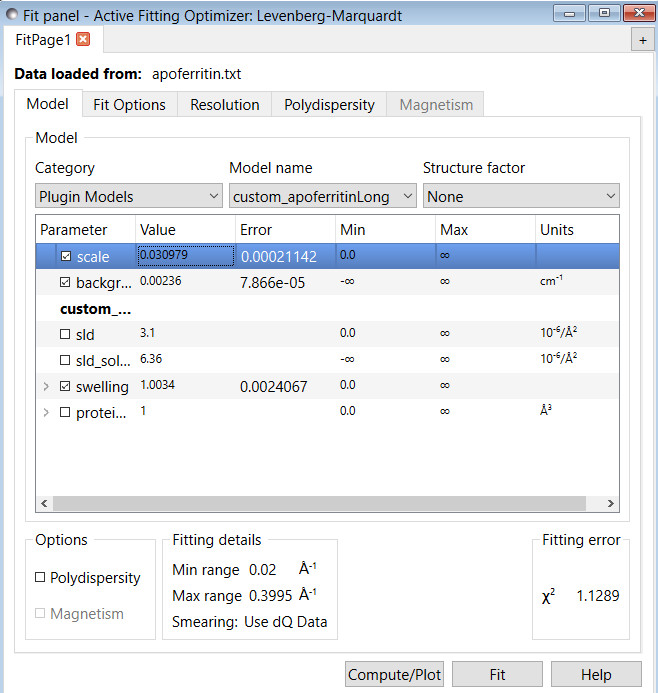 Fit panel - Active Fitting Optimizer: Levenberg-Marquardt
FitPage1
+
Data loaded from: apoferritin.txt
Model Fit Options Resolution Polydispersity Magnetism
Model
Category Model name Structure factor
Plugin Models custom_apoferritinLong None
Parameter Value Error Min Max Units
scale 0.030979 0.00021142 0.0 ∞
backgr... 0.00236 7.866e-05 -∞ ∞ cm⁻¹
custom_...
sld 3.1 0.0 ∞ 10⁻⁶/Å²
sld_sol... 6.36 -∞ ∞ 10⁻⁶/Å²
swelling 1.0034 0.0024067 0.0 ∞
protei... 1 0.0 ∞ Å³
Options Fitting details Fitting error
Polydispersity
Magnetism
Min range 0.02 Å⁻¹
Max range 0.3995 Å⁻¹
Smearing: Use dQ Data
χ² 1.1289
Compute/Plot Fit Help